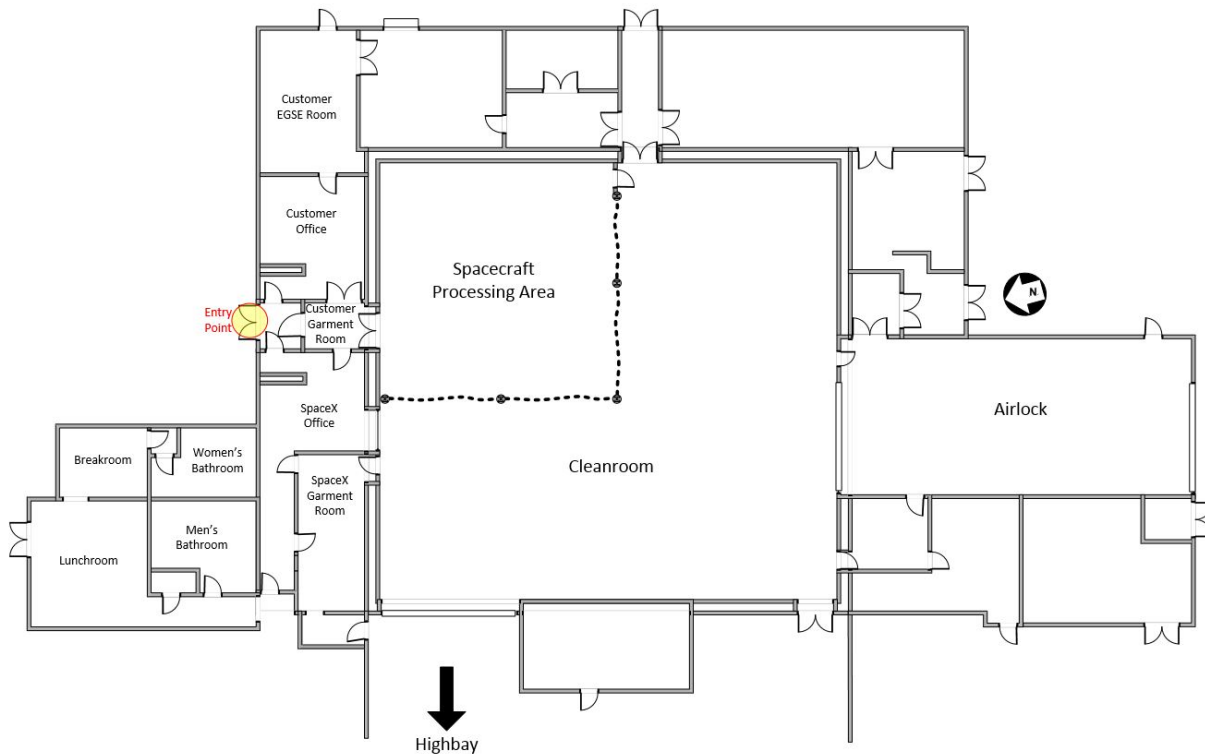 Customer
EGSE Room
Customer
Office
Spacecraft
Processing Area
N
Entry
Point
Customer
Garment
Room
SpaceX
Office
Airlock
Breakroom
Women's
Bathroom
Cleanroom
SpaceX
Garment
Room
Men's
Bathroom
Lunchroom
Highbay